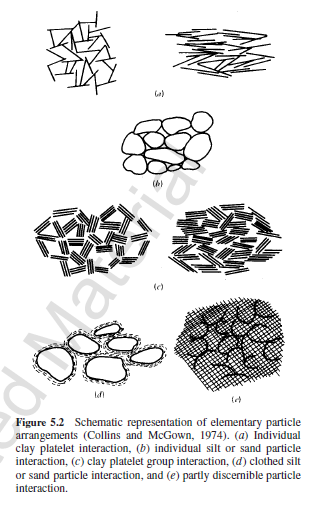 (a)
(b)
(c)
(d)
(e)
ted Material
Figure 5.2 Schematic representation of elementary particle
arrangements (Collins and McGown, 1974). (a) Individual
clay platelet interaction, (b) individual silt or sand particle
interaction, (c) clay platelet group interaction, (d) clothed silt
or sand particle interaction, and (e) partly discernible particle
interaction.